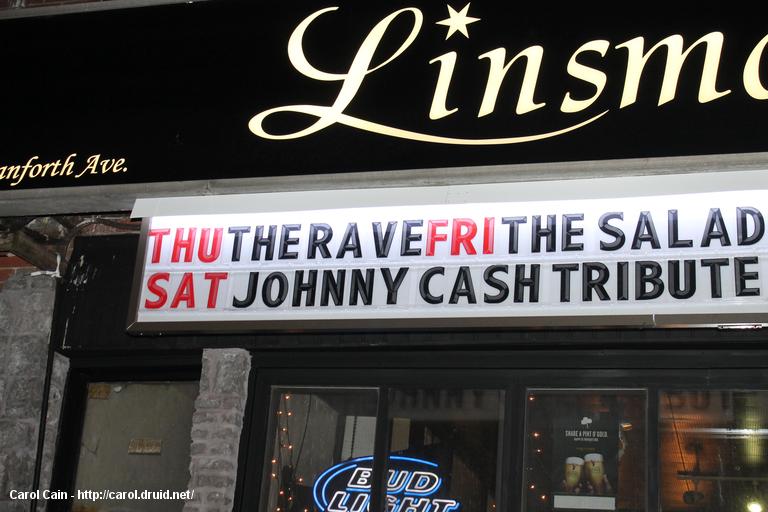 Linsmo
anforth Ave.
THU THE RAVE FRI THE SALAD
SAT JOHNNY CASH TRIBUTE
SHARE A PINT O'GOLD.
BUD
LIGHT
Carol Cain - http://carol.druid.net/